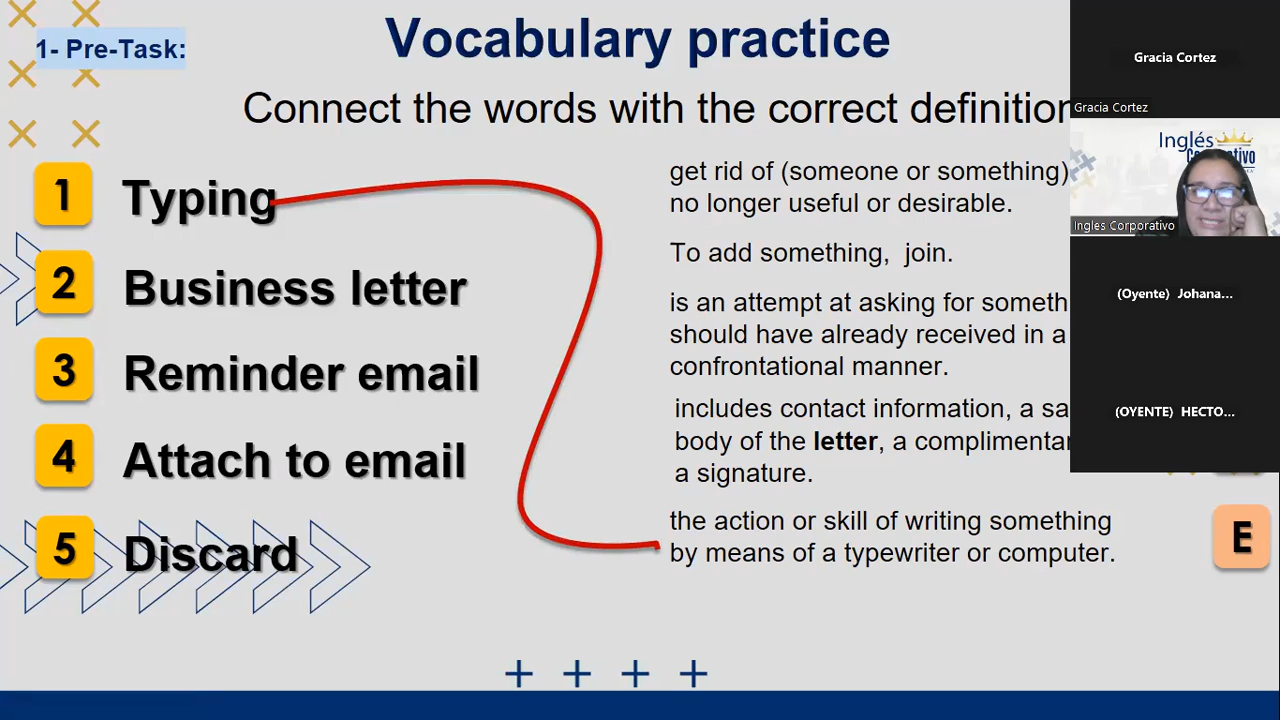 1- Pre-Task:
Vocabulary practice
Connect the words with the correct definition
1 Typing
2 Business letter
3 Reminder email
4 Attach to email
5 Discard
get rid of (someone or something)
no longer useful or desirable.
To add something, join.
is an attempt at asking for someth
should have already received in a
confrontational manner.
includes contact information, a sa
body of the letter, a complimentar
a signature.
the action or skill of writing something
by means of a typewriter or computer.
E
Gracia Cortez
Gracia Cortez
Inglés
Corporativo
Ingles Corporativo
(Oyente) Johana...
(OYENTE) HECTO...